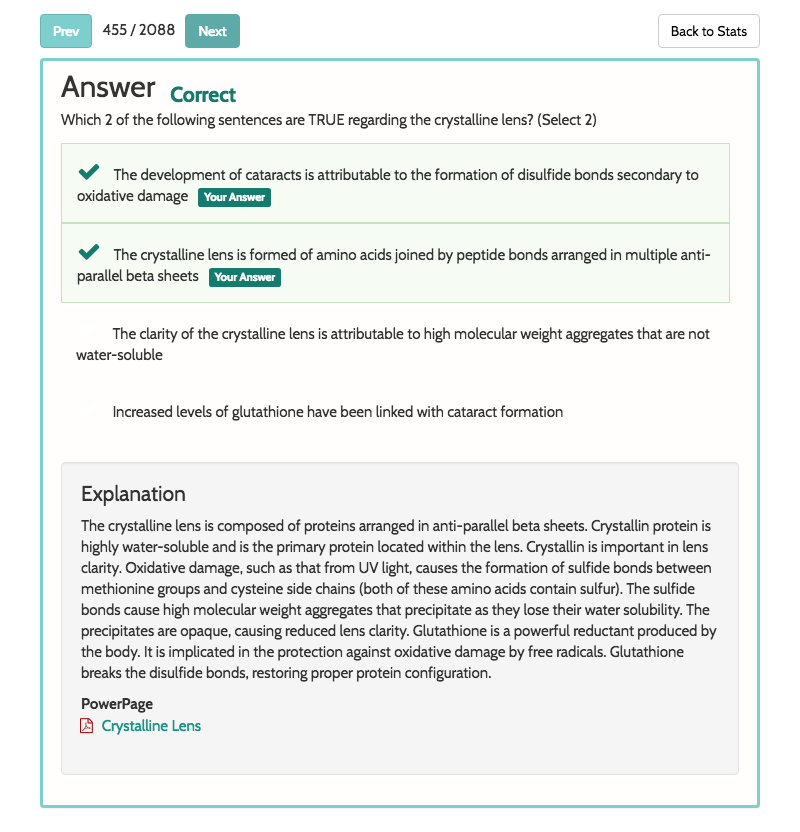 Prev 455 / 2088 Next Back to Stats
Answer Correct
Which 2 of the following sentences are TRUE regarding the crystalline lens? (Select 2)
The development of cataracts is attributable to the formation of disulfide bonds secondary to
oxidative damage Your Answer
The crystalline lens is formed of amino acids joined by peptide bonds arranged in multiple anti-
parallel beta sheets Your Answer
The clarity of the crystalline lens is attributable to high molecular weight aggregates that are not
water-soluble
Increased levels of glutathione have been linked with cataract formation
Explanation
The crystalline lens is composed of proteins arranged in anti-parallel beta sheets. Crystallin protein is
highly water-soluble and is the primary protein located within the lens. Crystallin is important in lens
clarity. Oxidative damage, such as that from UV light, causes the formation of sulfide bonds between
methionine groups and cysteine side chains (both of these amino acids contain sulfur). The sulfide
bonds cause high molecular weight aggregates that precipitate as they lose their water solubility. The
precipitates are opaque, causing reduced lens clarity. Glutathione is a powerful reductant produced by
the body. It is implicated in the protection against oxidative damage by free radicals. Glutathione
breaks the disulfide bonds, restoring proper protein configuration.
PowerPage
Crystalline Lens